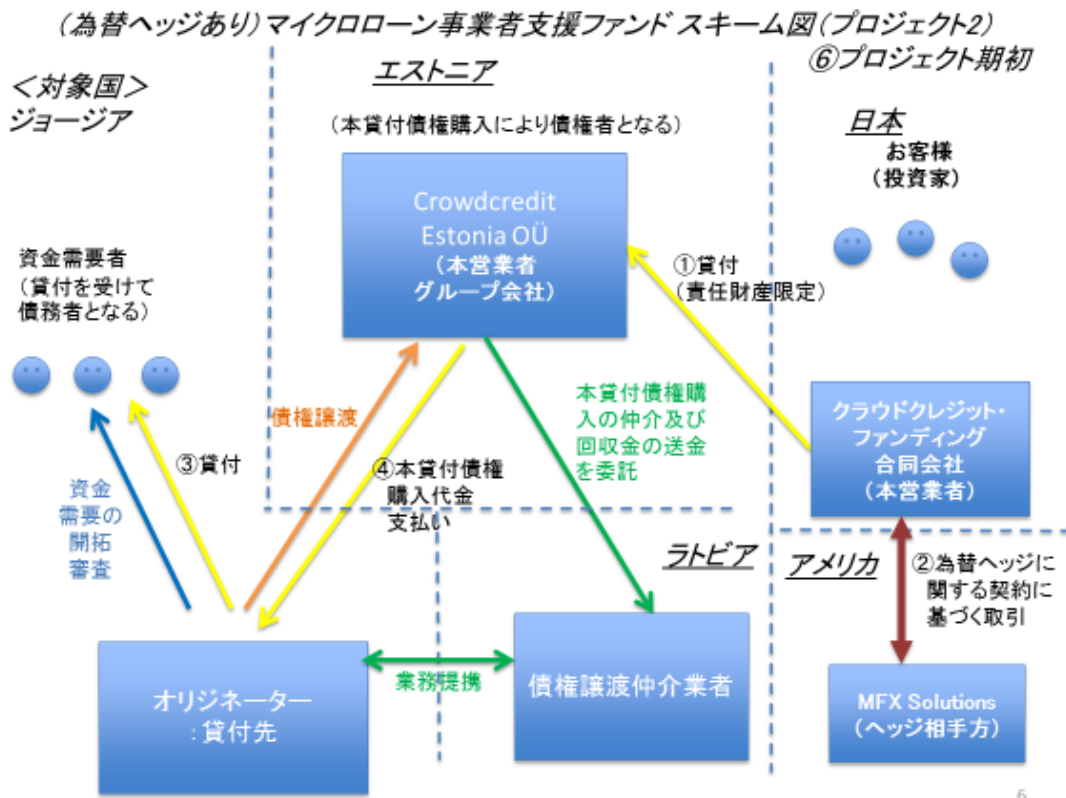 (為替ヘッジあり)マイクロローン事業者支援ファンド スキーム図(プロジェクト2)
⑥プロジェクト期初
<対象国>
ジョージア
エストニア
(本貸付債権購入により債権者となる)
日本
お客様
(投資家)
Crowdcredit
Estonia OÜ
(本営業者
グループ会社)
資金需要者
(貸付を受けて
債務者となる)
①貸付
(責任財産限定)
債権譲渡
③貸付
④本貸付債権
購入代金
支払い
本貸付債権購
入の仲介及び
回収金の送金
を委託
クラウドクレジット・
ファンディング
合同会社
(本営業者)
資金
需要の
開拓
審査
ラトビア
アメリカ
②為替ヘッジに
関する契約に
基づく取引
オリジネーター
:貸付先
業務提携
債権譲渡仲介業者
MFX Solutions
(ヘッジ相手方)
6